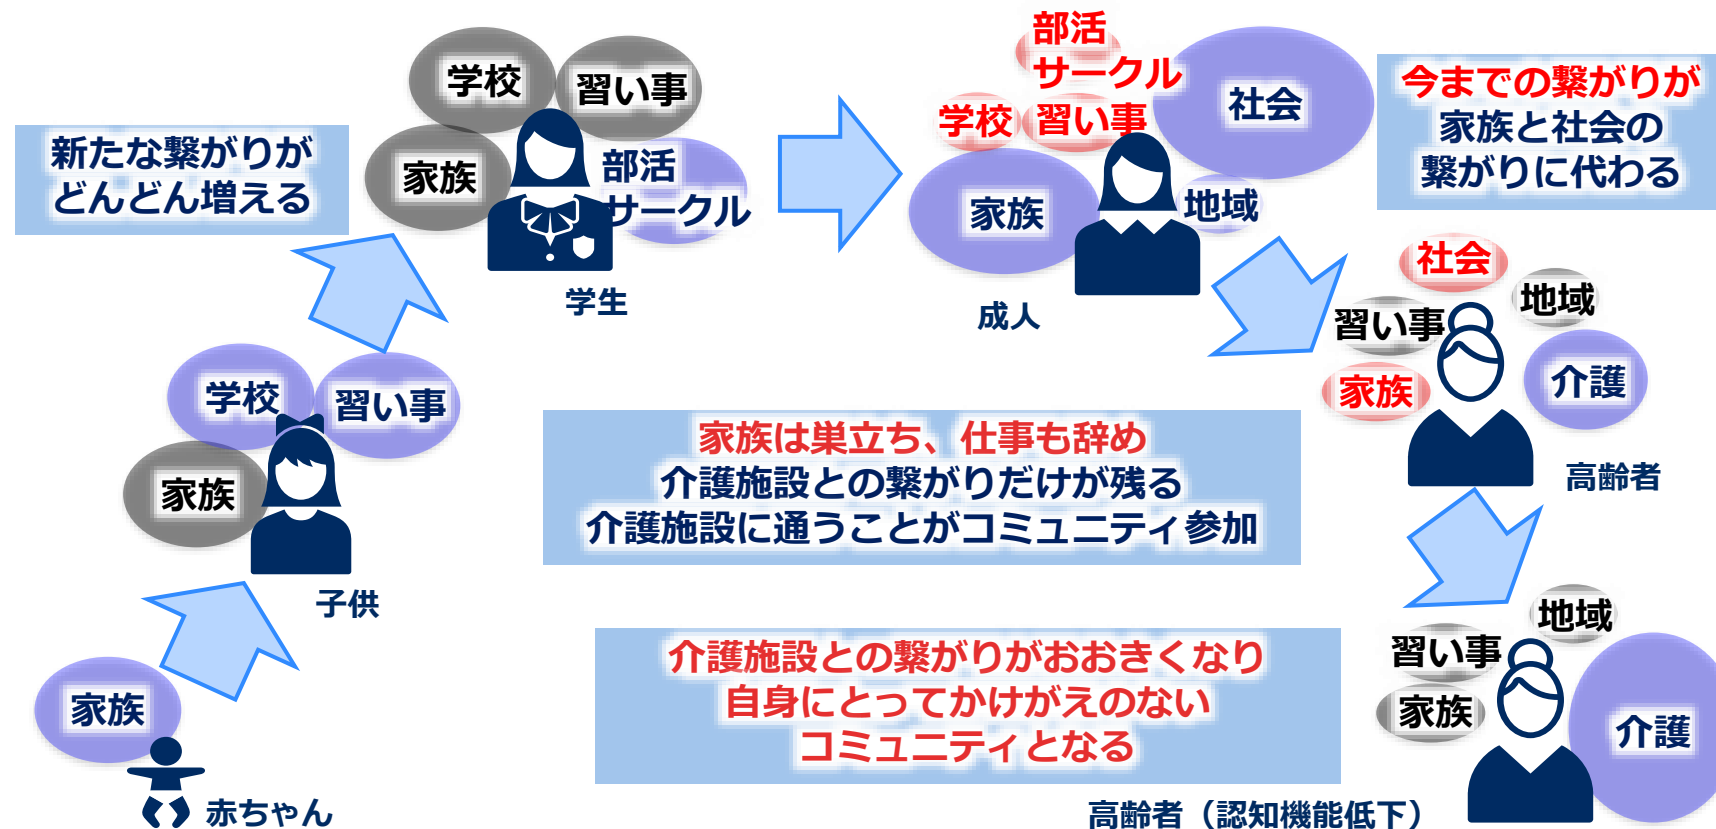 新たな繋がりが
どんどん増える
学校
習い事
家族
部活
サークル
学生
部活
サークル
学校
習い事
社会
家族
地域
成人
今までの繋がりが
家族と社会の
繋がりに代わる
社会
地域
習い事
家族
介護
高齢者
学校
習い事
家族
子供
家族は巣立ち、仕事も辞め
介護施設との繋がりだけが残る
介護施設に通うことがコミュニティ参加
家族
赤ちゃん
介護施設との繋がりがおおきくなり
自身にとってかけがえのない
コミュニティとなる
地域
習い事
家族
介護
高齢者（認知機能低下）